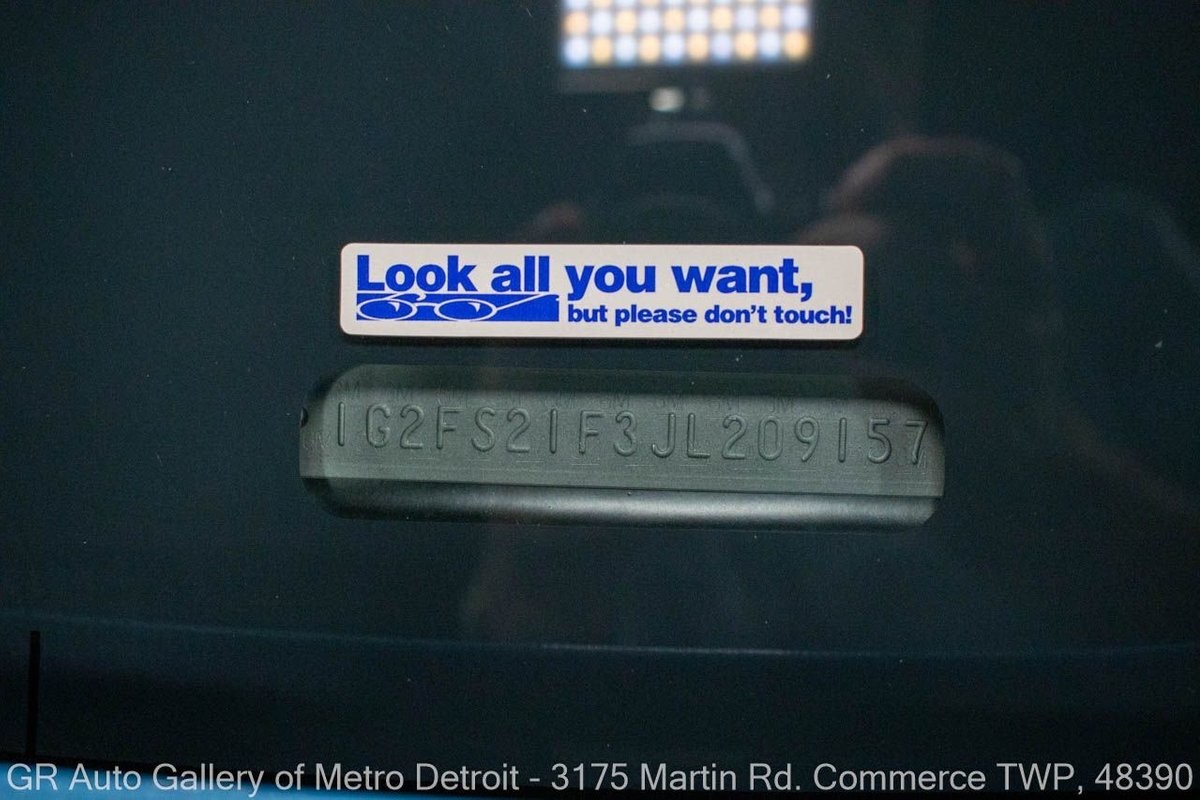 Look all you want,
but please don't touch!
1G2FS21F3JL209157
GR Auto Gallery of Metro Detroit - 3175 Martin Rd. Commerce TWP, 48390